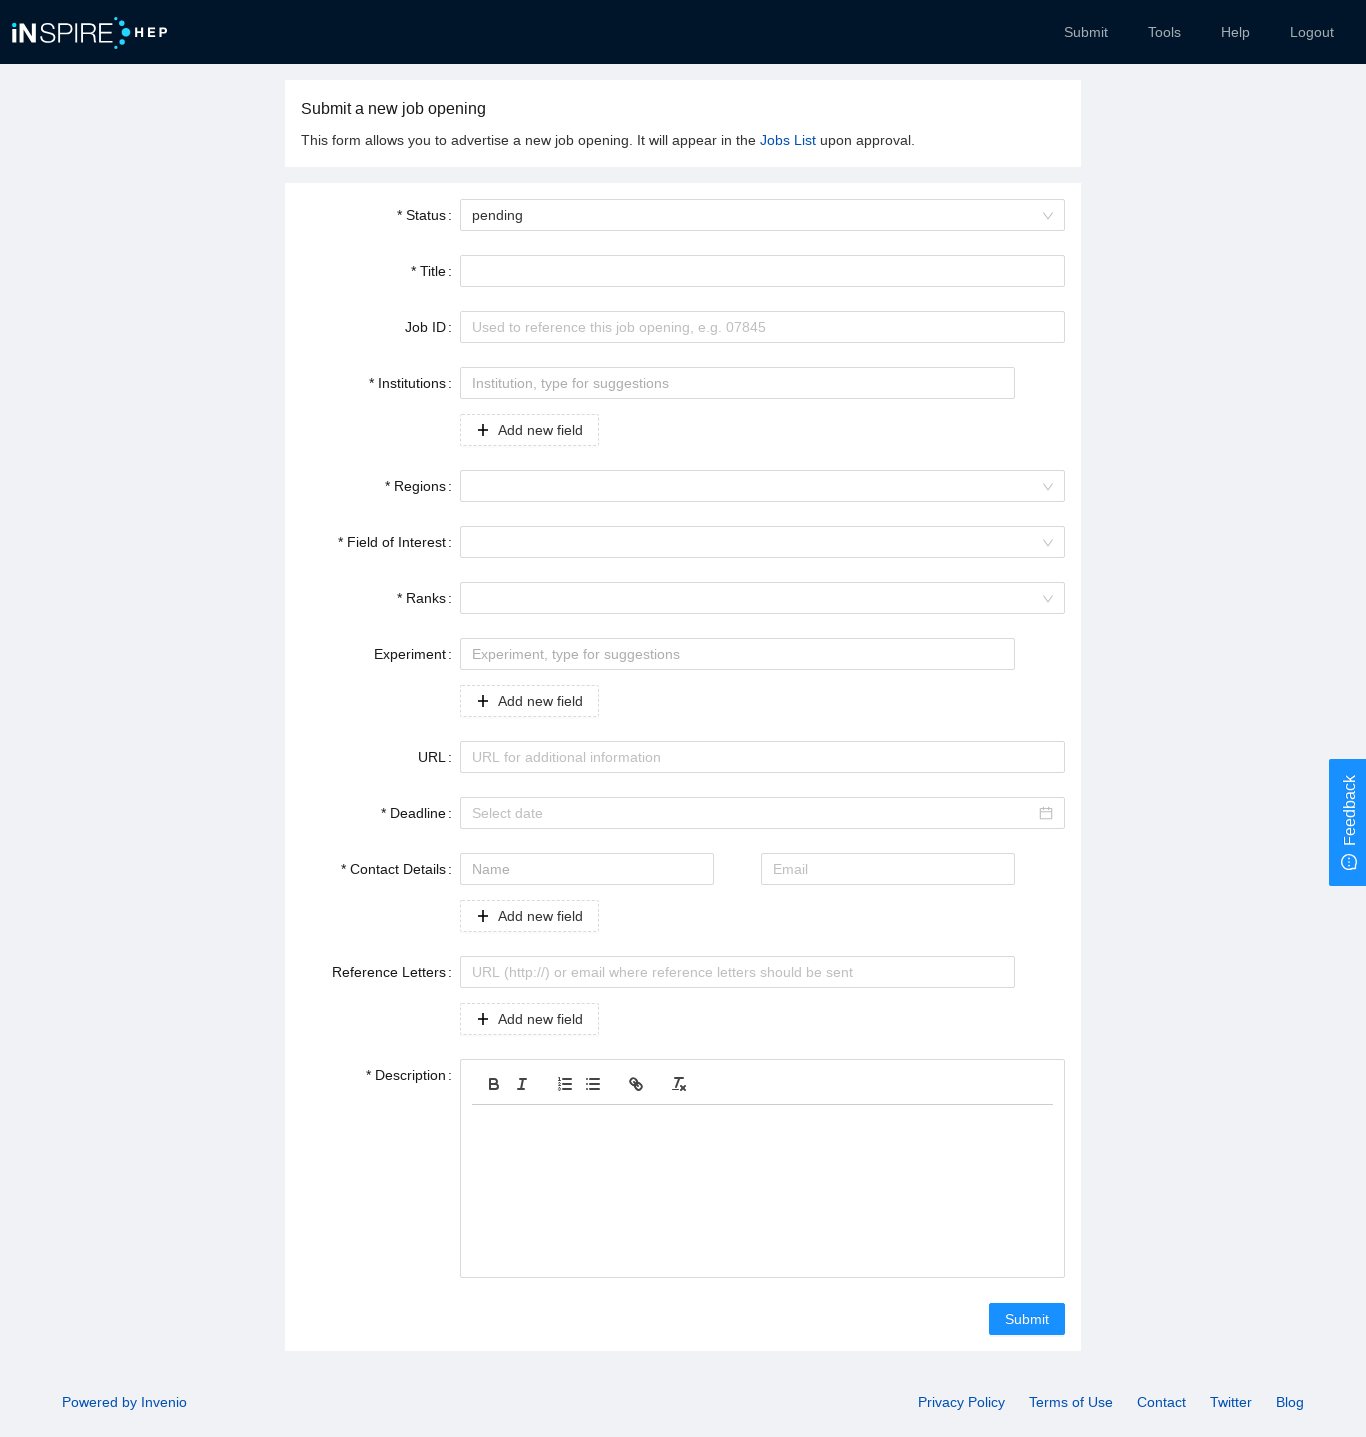 iNSPIRE HEP
Submit Tools Help Logout
Submit a new job opening
This form allows you to advertise a new job opening. It will appear in the Jobs List upon approval.
* Status : pending
* Title :
Job ID : Used to reference this job opening, e.g. 07845
* Institutions : Institution, type for suggestions
+ Add new field
* Regions :
* Field of Interest :
* Ranks :
Experiment : Experiment, type for suggestions
+ Add new field
URL : URL for additional information
* Deadline : Select date
* Contact Details : Name Email
+ Add new field
Reference Letters : URL (http://) or email where reference letters should be sent
+ Add new field
* Description :
Submit
Feedback
Powered by Invenio Privacy Policy Terms of Use Contact Twitter Blog